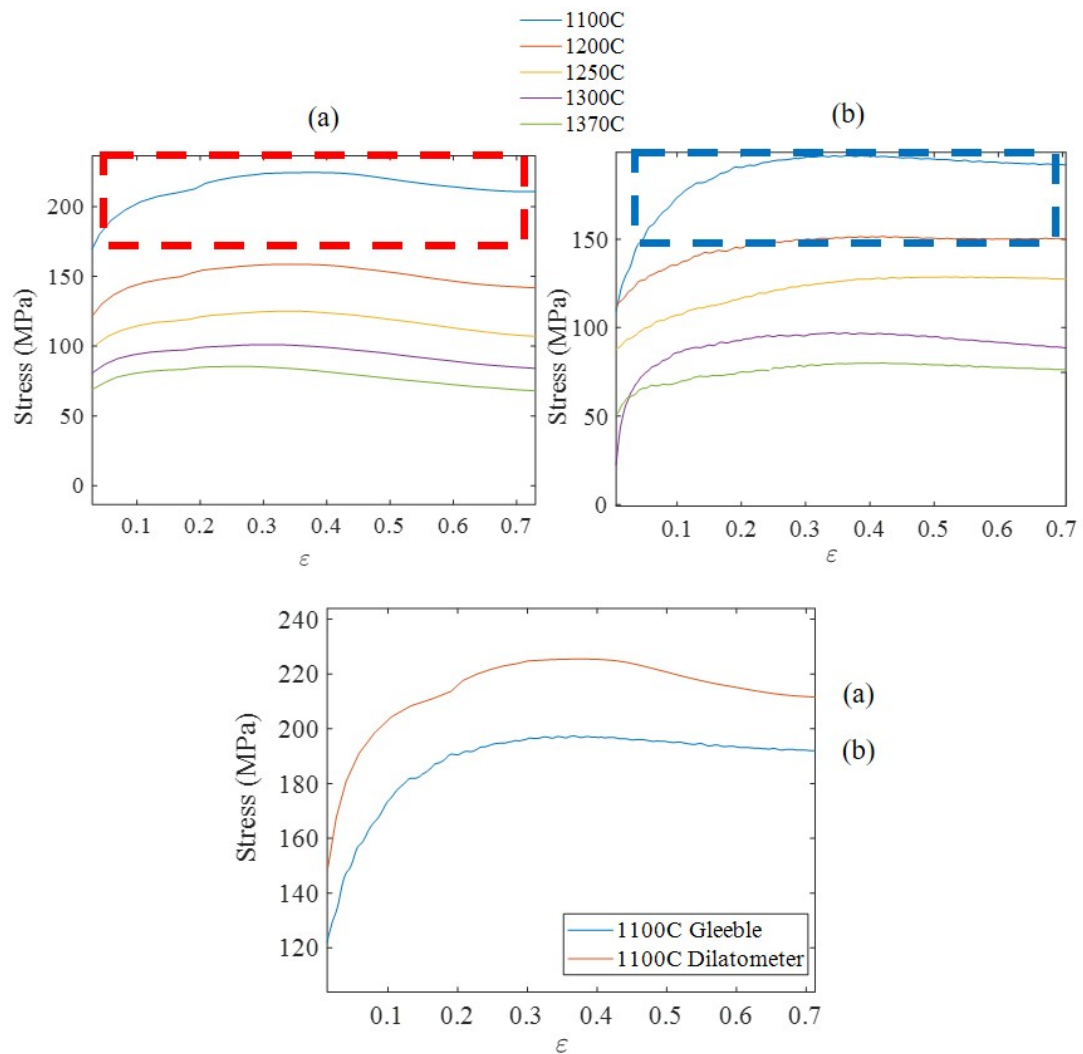 1100C
1200C
1250C
1300C
1370C
(a)
(b)
Stress (MPa)
200
150
100
50
0
0.1 0.2 0.3 0.4 0.5 0.6 0.7
ε
Stress (MPa)
150
100
50
0
0.1 0.2 0.3 0.4 0.5 0.6 0.7
ε
Stress (MPa)
240
220
200
180
160
140
120
(a)
(b)
1100C Gleeble
1100C Dilatometer
0.1 0.2 0.3 0.4 0.5 0.6 0.7
ε